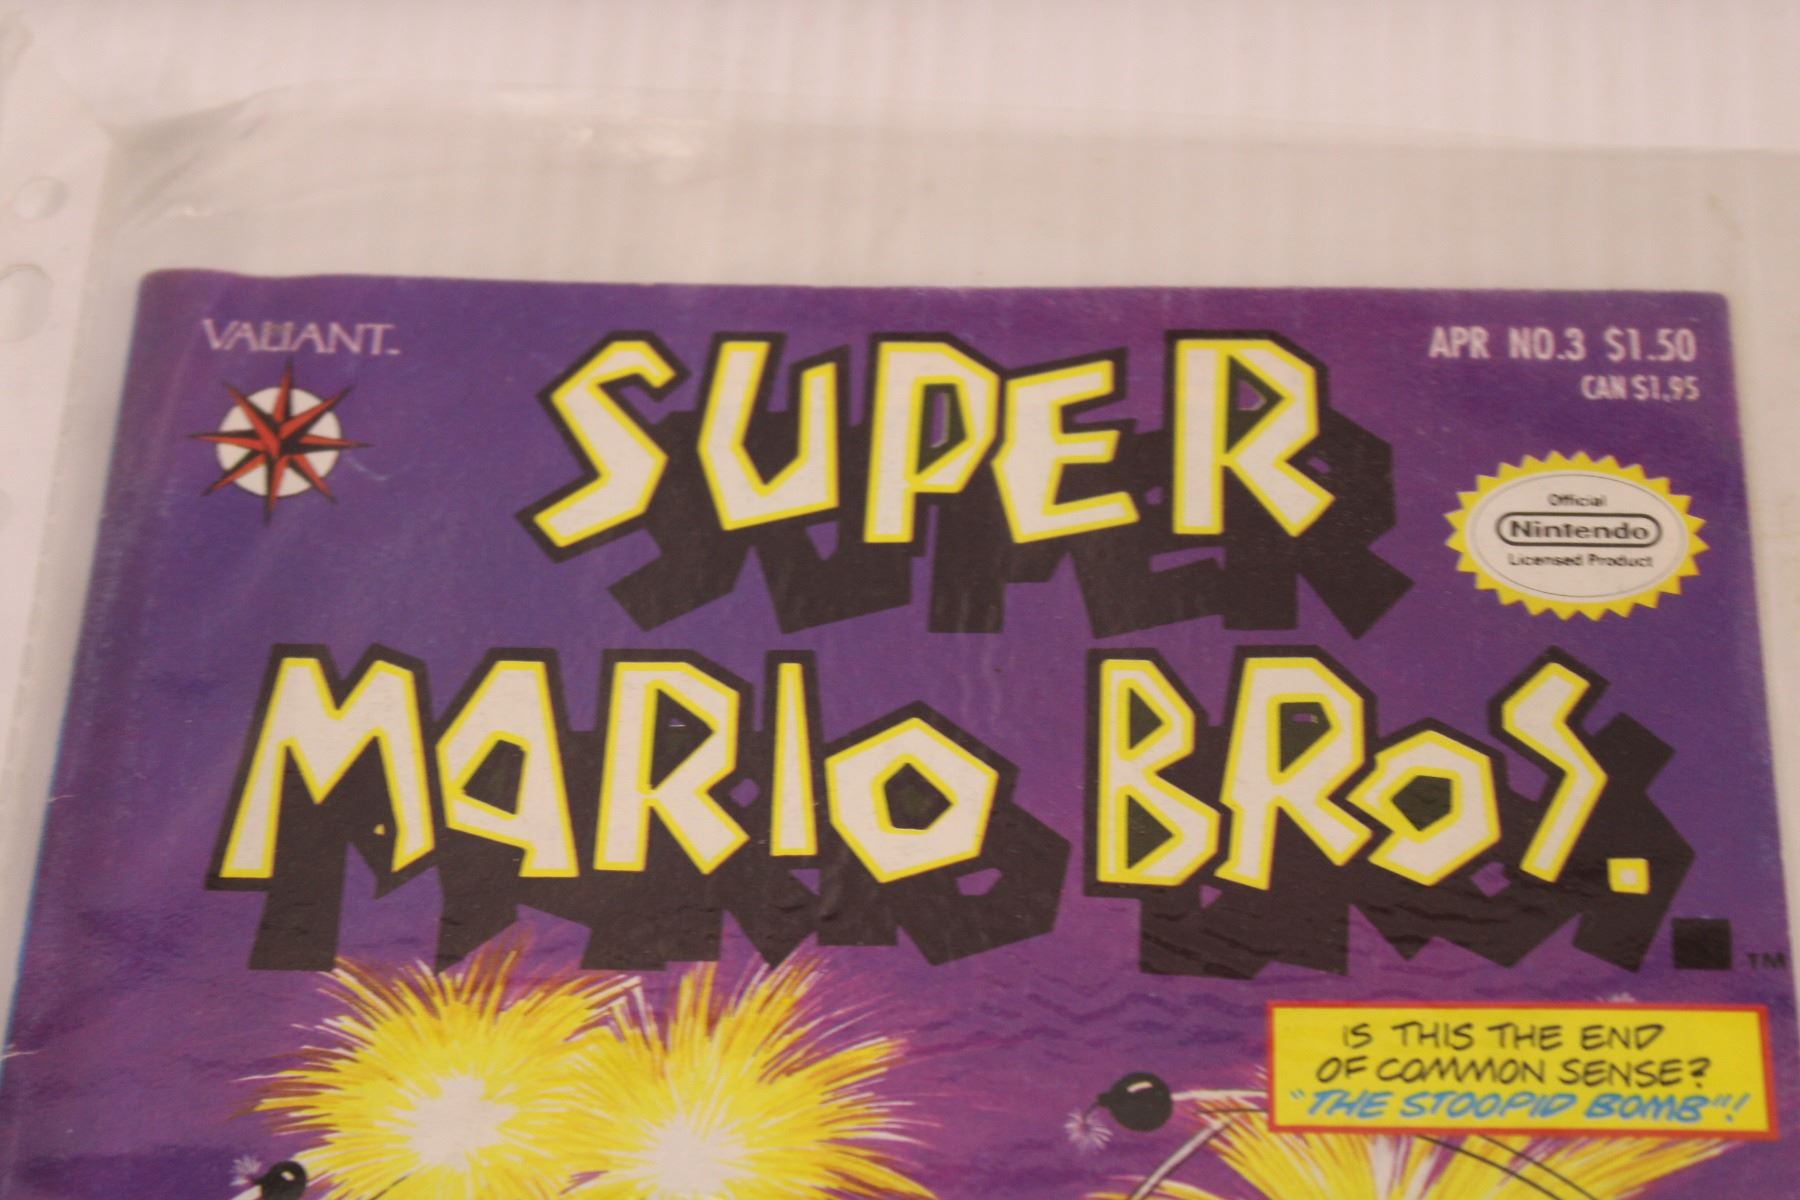 VALIANT™
APR NO.3 $1.50
CAN $1.95
SUPER
MARIO BROS.
™
Official
Nintendo
Licensed Product
IS THIS THE END
OF COMMON SENSE?
"THE STOOPID BOMB"!